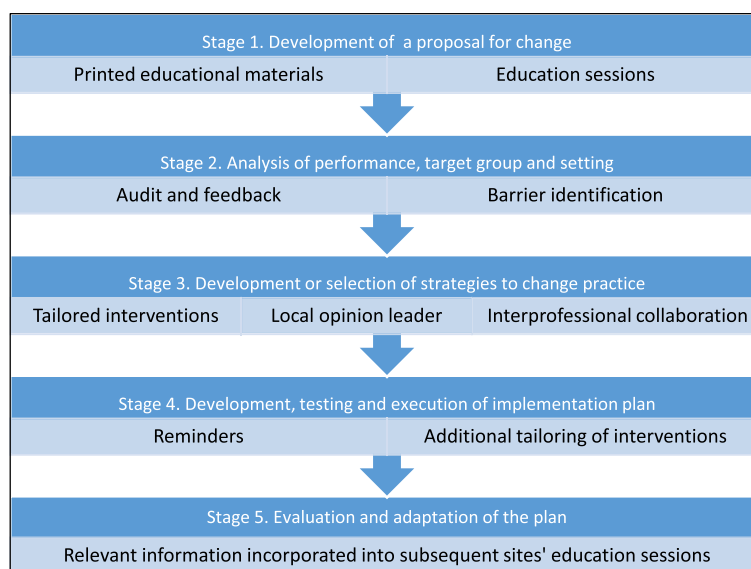 Stage 1. Development of a proposal for change
Printed educational materials
Education sessions
Stage 2. Analysis of performance, target group and setting
Audit and feedback
Barrier identification
Stage 3. Development or selection of strategies to change practice
Tailored interventions
Local opinion leader
Interprofessional collaboration
Stage 4. Development, testing and execution of implementation plan
Reminders
Additional tailoring of interventions
Stage 5. Evaluation and adaptation of the plan
Relevant information incorporated into subsequent sites' education sessions